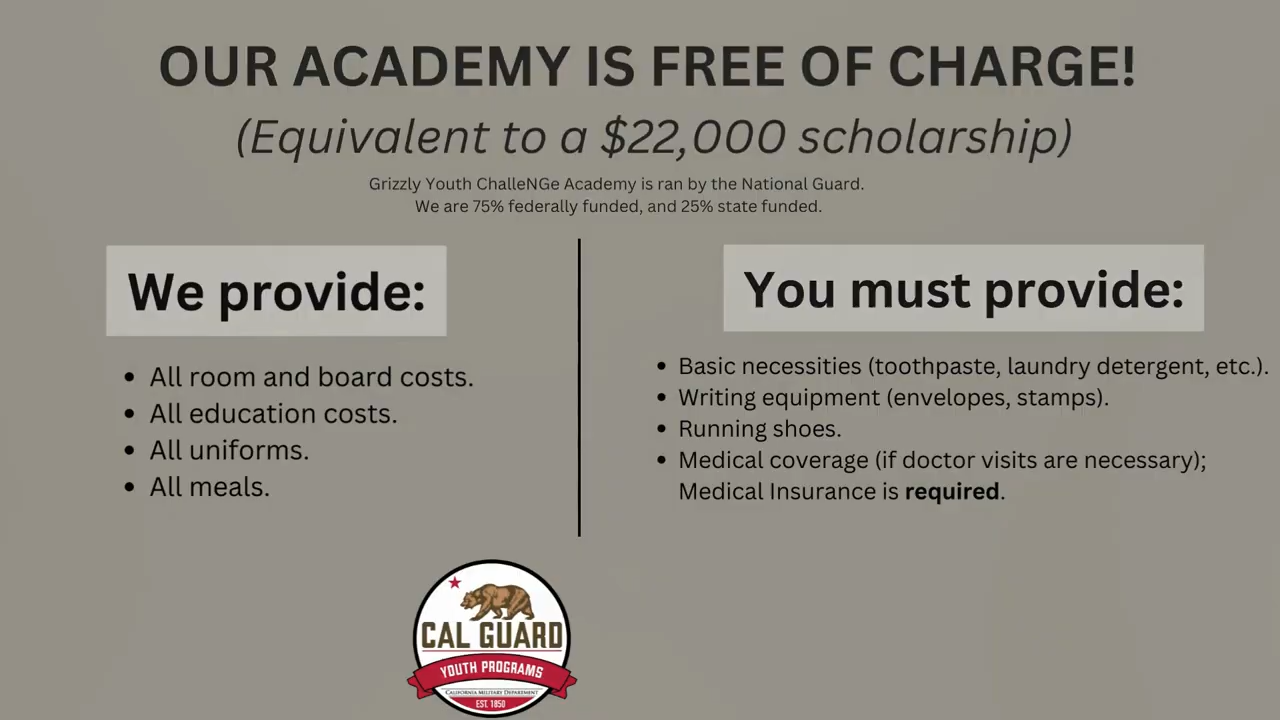 OUR ACADEMY IS FREE OF CHARGE!
(Equivalent to a $22,000 scholarship)
Grizzly Youth ChalleNGe Academy is ran by the National Guard.
We are 75% federally funded, and 25% state funded.
We provide:
• All room and board costs.
• All education costs.
• All uniforms.
• All meals.
You must provide:
• Basic necessities (toothpaste, laundry detergent, etc.).
• Writing equipment (envelopes, stamps).
• Running shoes.
• Medical coverage (if doctor visits are necessary);
Medical Insurance is required.
CAL GUARD
YOUTH PROGRAMS
CALIFORNIA MILITARY DEPARTMENT
EST. 1850